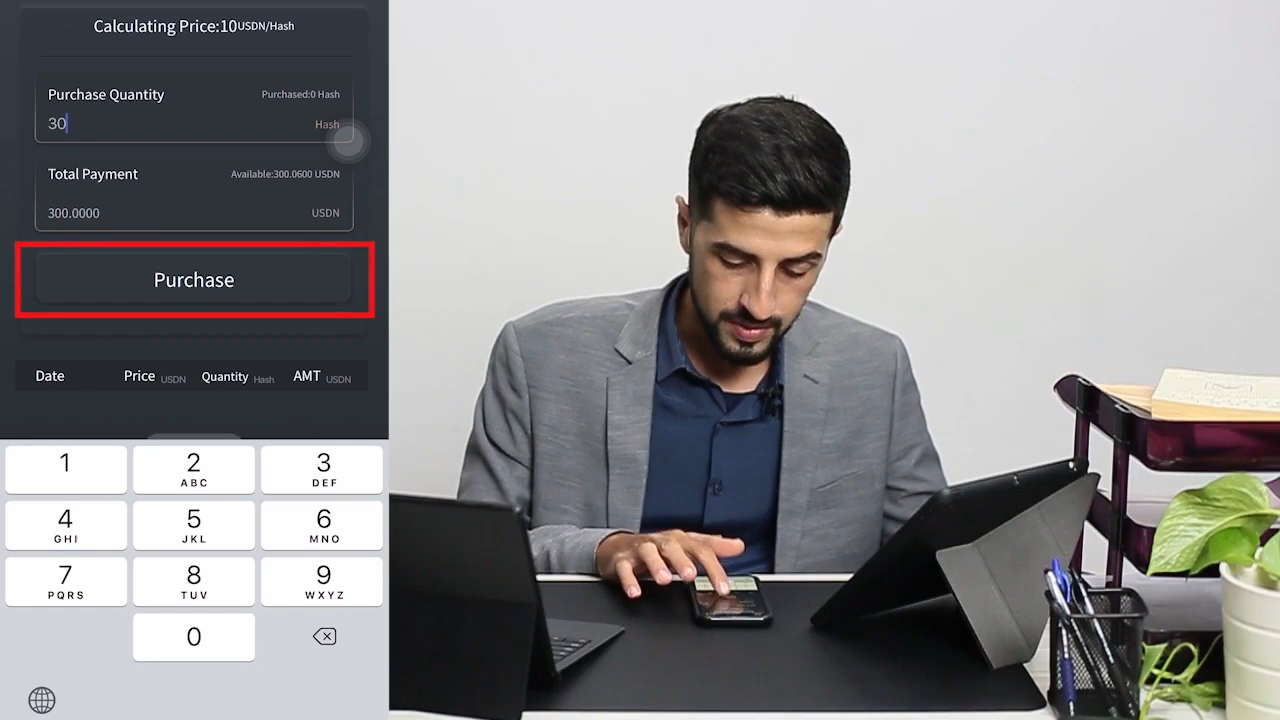 Calculating Price:10USDN/Hash
Purchase Quantity Purchased:0 Hash
30 Hash
Total Payment Available:300.0600 USDN
300.0000 USDN
Purchase
Date Price USDN Quantity Hash AMT USDN
1 2 3
ABC DEF
4 5 6
GHI JKL MNO
7 8 9
PQRS TUV WXYZ
0